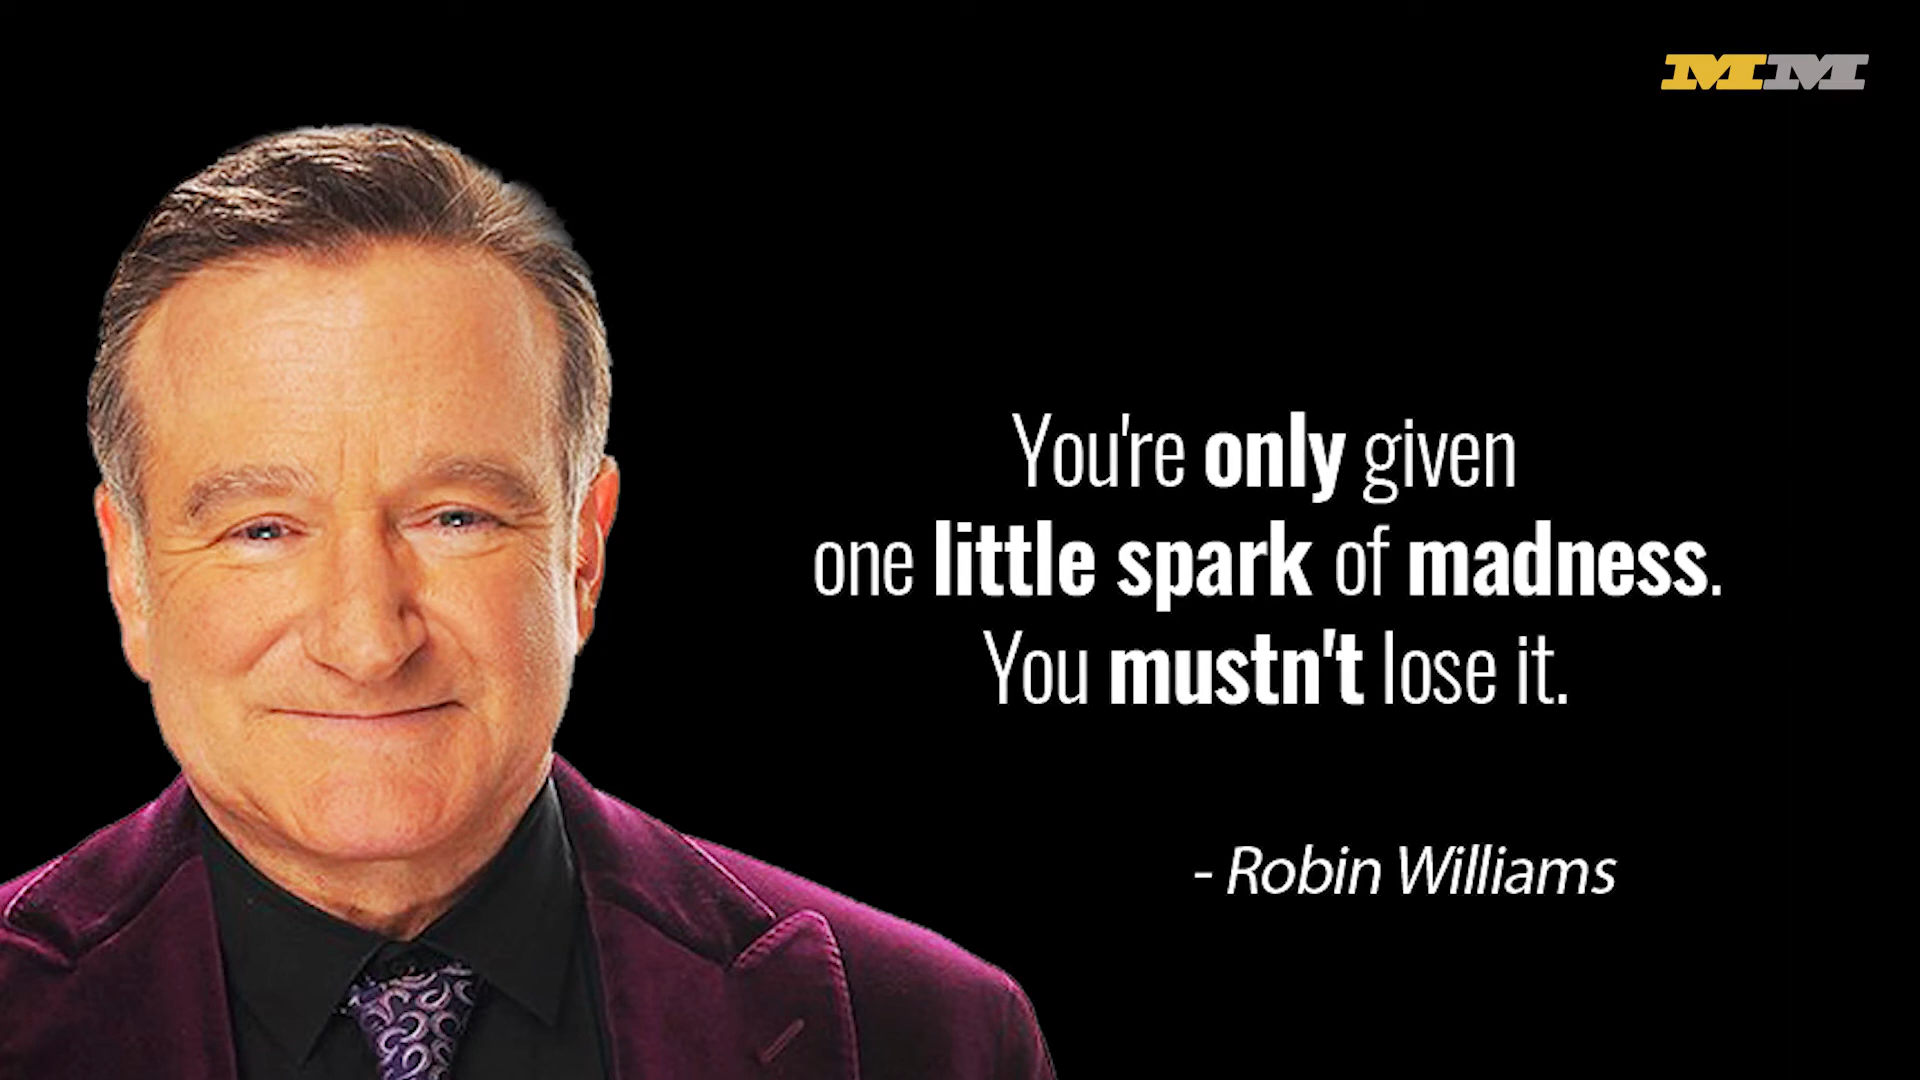 MM
You're only given
one little spark of madness.
You mustn't lose it.
- Robin Williams